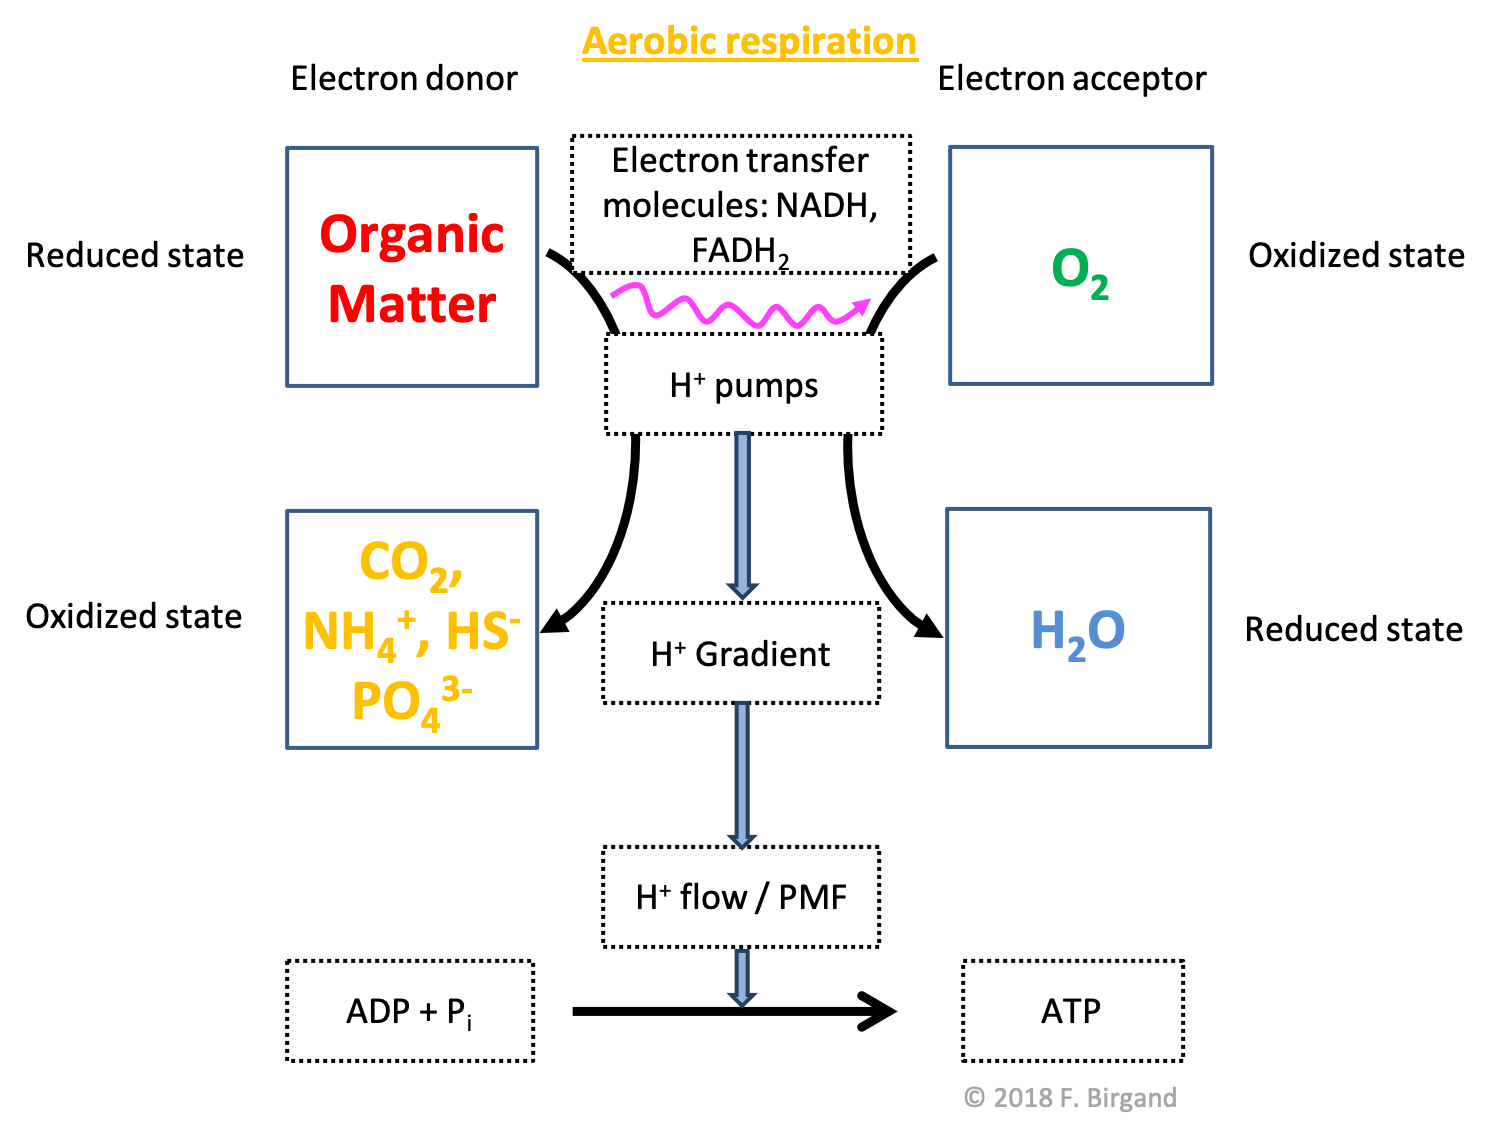 Aerobic respiration
Electron donor
Electron acceptor
Electron transfer
molecules: NADH,
FADH₂
Organic
Matter
Reduced state
O₂
Oxidized state
H⁺ pumps
CO₂,
NH₄⁺, HS⁻
PO₄³⁻
Oxidized state
H⁺ Gradient
H₂O
Reduced state
H⁺ flow / PMF
ADP + Pᵢ
ATP
© 2018 F. Birgand